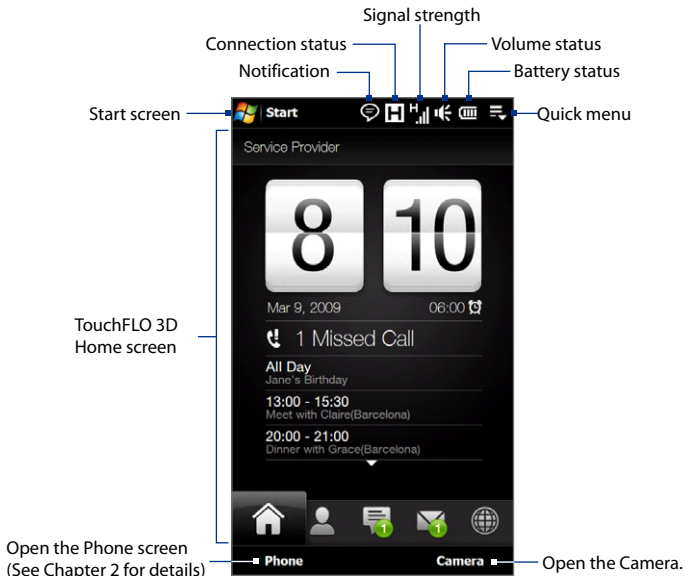 Signal strength
Connection status
Volume status
Notification
Battery status
Start screen
Start
H
H
Quick menu
Service Provider
8
10
Mar 9, 2009
06:00
TouchFLO 3D
Home screen
1 Missed Call
All Day
Jane's Birthday
13:00 - 15:30
Meet with Claire(Barcelona)
20:00 - 21:00
Dinner with Grace(Barcelona)
1
1
Open the Phone screen
(See Chapter 2 for details)
Phone
Camera
Open the Camera.